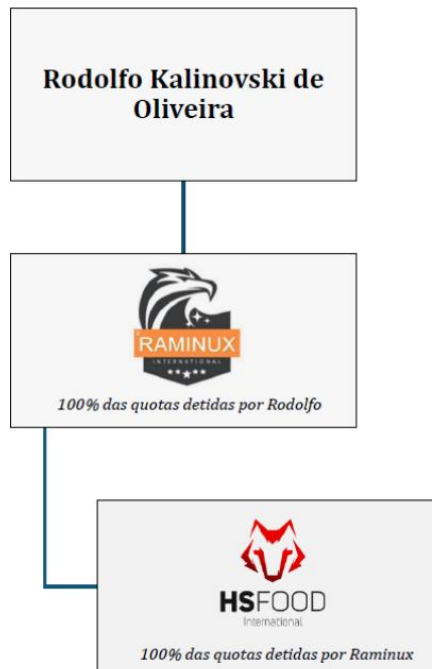 Rodolfo Kalinovski de
Oliveira
RAMINUX
INTERNATIONAL
100% das quotas detidas por Rodolfo
HSFOOD
International
100% das quotas detidas por Raminux